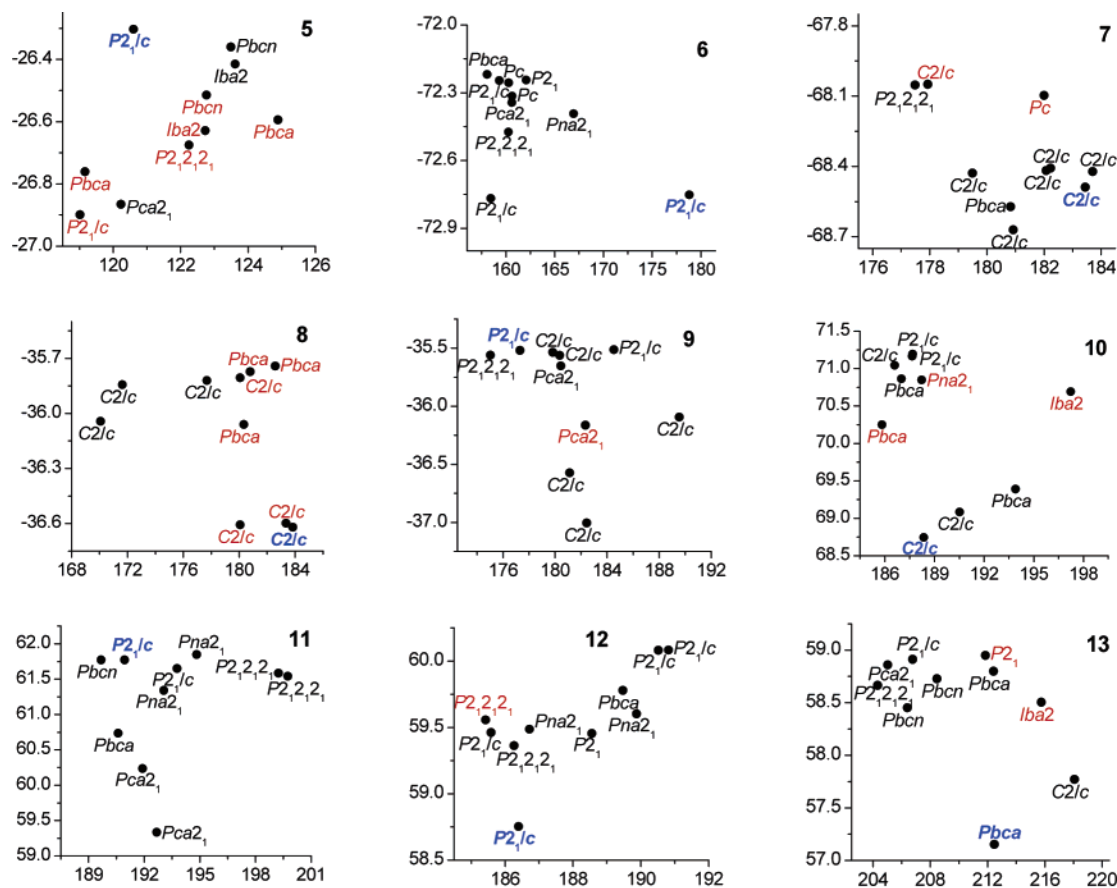 5
-26.4
-26.6
-26.8
-27.0
P2₁/c
Pbcn
Iba2
Pbcn
Pbca
Iba2
P2₁2₁2₁
Pbca
Pca2₁
P2₁/c
120 122 124 126
6
-72.0
-72.3
-72.6
-72.9
Pbca
Pc
P2₁
P2₁/c
Pc
Pca2₁
Pna2₁
P2₁2₁2₁
P2₁/c
P2₁/c
160 165 170 175 180
7
-67.8
-68.1
-68.4
-68.7
C2/c
P2₁2₁2₁
Pc
C2/c
C2/c
C2/c
C2/c
Pbca
C2/c
C2/c
176 178 180 182 184
8
-35.7
-36.0
-36.3
-36.6
Pbca
Pbca
C2/c
C2/c
C2/c
C2/c
Pbca
C2/c
C2/c
C2/c
168 172 176 180 184
9
-35.5
-36.0
-36.5
-37.0
P2₁/c
C2/c
C2/c
P2₁/c
P2₁2₁2₁
Pca2₁
Pca2₁
C2/c
C2/c
C2/c
176 180 184 188 192
10
71.5
71.0
70.5
70.0
69.5
69.0
68.5
P2₁/c
C2/c
P2₁/c
Pbca
Pna2₁
Iba2
Pbca
Pbca
C2/c
C2/c
186 189 192 195 198
11
62.0
61.5
61.0
60.5
60.0
59.5
59.0
P2₁/c
Pna2₁
Pbcn
P2₁/c
P2₁2₁2₁
Pna2₁
P2₁2₁2₁
Pbca
Pca2₁
Pca2₁
189 191 193 195 197 199 201
12
60.0
59.5
59.0
58.5
P2₁/c
P2₁/c
Pbca
P2₁2₁2₁
Pna2₁
Pna2₁
P2₁/c
P2₁2₁2₁
P2₁
P2₁/c
186 188 190 192
13
59.0
58.5
58.0
57.5
57.0
P2₁/c
P2₁
Pca2₁
Pbca
P2₁2₁2₁
Pbcn
Pbcn
Iba2
C2/c
Pbca
204 208 212 216 220